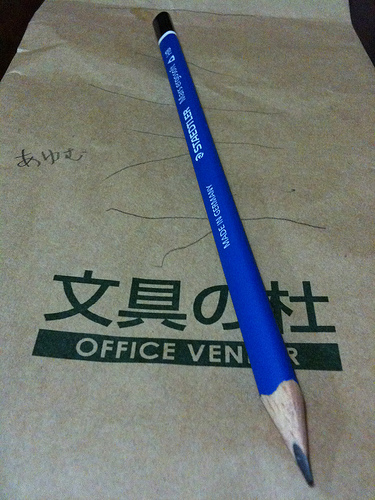 STAEDTLER
MADE IN GERMANY
あゆむ
文具の杜
OFFICE VEN R